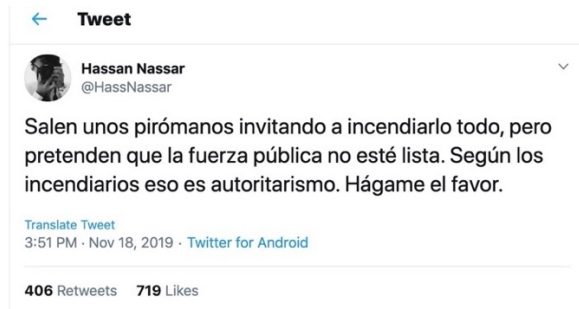 Tweet
Hassan Nassar
@HassNassar
Salen unos pirómanos invitando a incendiarlo todo, pero
pretenden que la fuerza pública no esté lista. Según los
incendiarios eso es autoritarismo. Hágame el favor.
Translate Tweet
3:51 PM · Nov 18, 2019 · Twitter for Android
406 Retweets 719 Likes